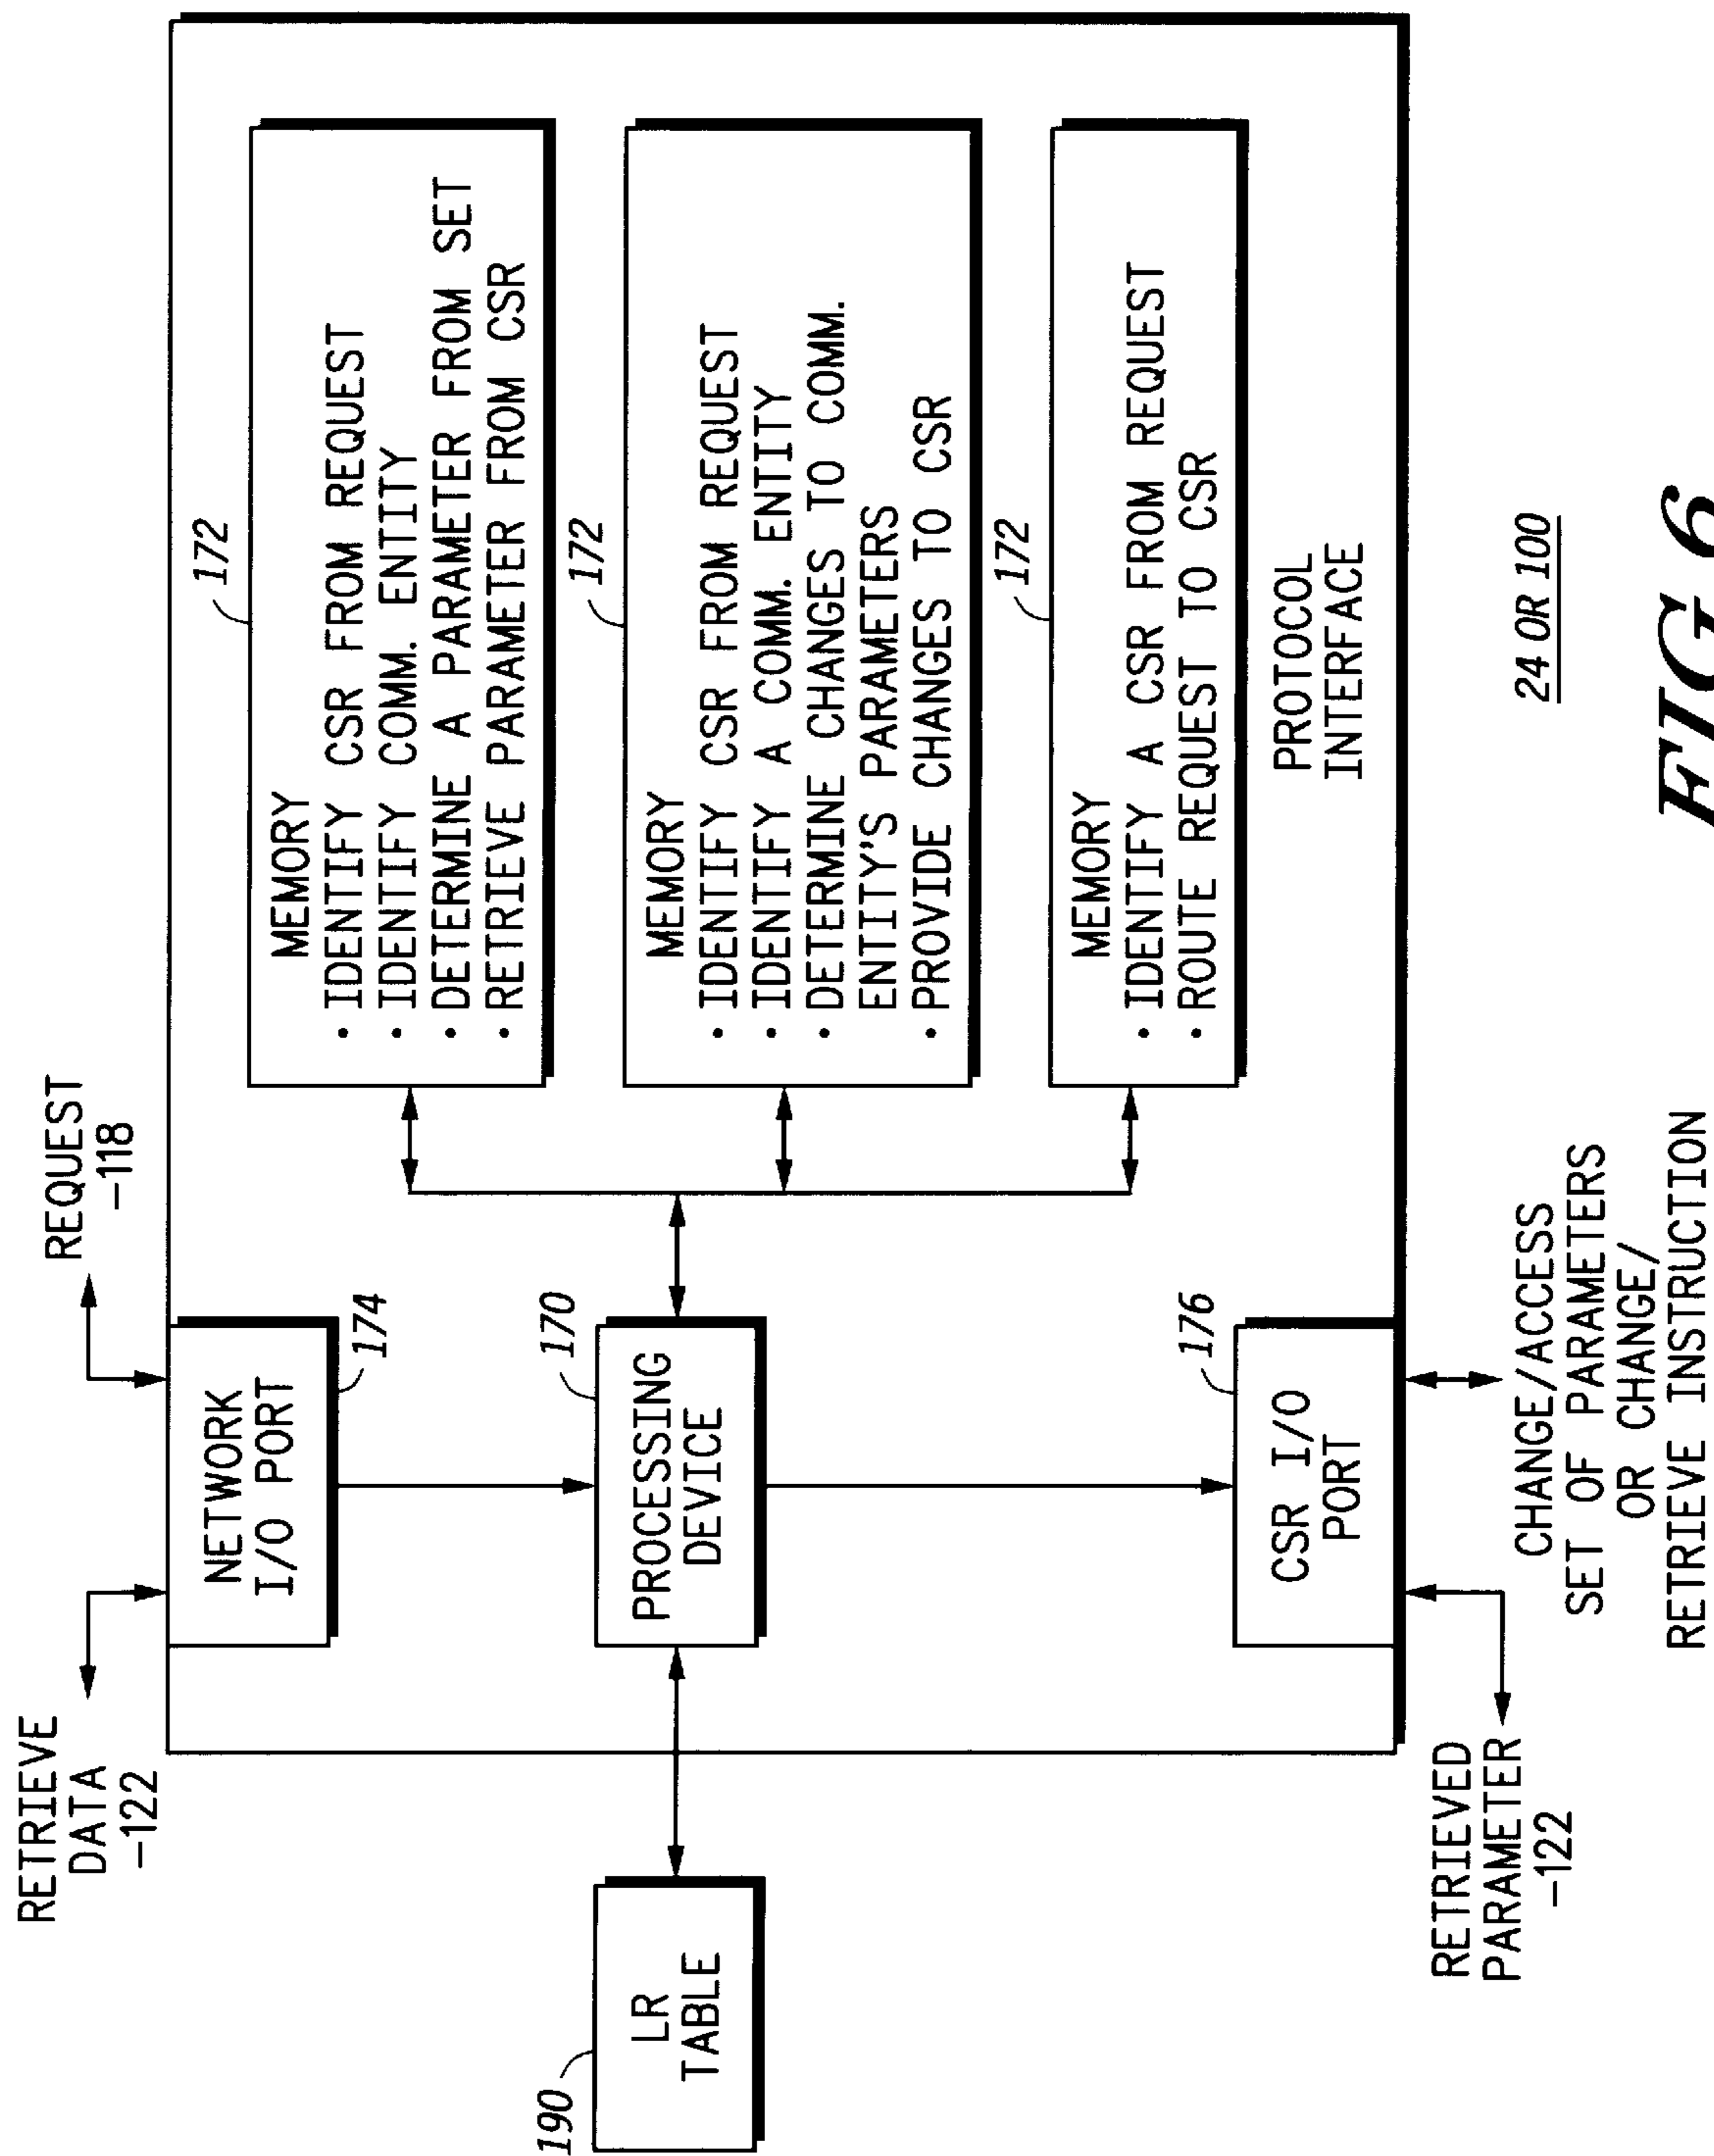 RETRIEVE
DATA
-122
REQUEST
-118
NETWORK
I/O PORT
174
190
LR
TABLE
PROCESSING
DEVICE
170
172
MEMORY
• IDENTIFY CSR FROM REQUEST
• IDENTIFY COMM. ENTITY
• DETERMINE A PARAMETER FROM SET
• RETRIEVE PARAMETER FROM CSR
172
MEMORY
• IDENTIFY CSR FROM REQUEST
• IDENTIFY A COMM. ENTITY
• DETERMINE CHANGES TO COMM.
ENTITY'S PARAMETERS
• PROVIDE CHANGES TO CSR
172
MEMORY
• IDENTIFY A CSR FROM REQUEST
• ROUTE REQUEST TO CSR
PROTOCOL
INTERFACE
CSR I/O
PORT
176
RETRIEVED
PARAMETER
-122
CHANGE/ACCESS
SET OF PARAMETERS
OR CHANGE/
RETRIEVE INSTRUCTION
24 OR 100
FIG 6